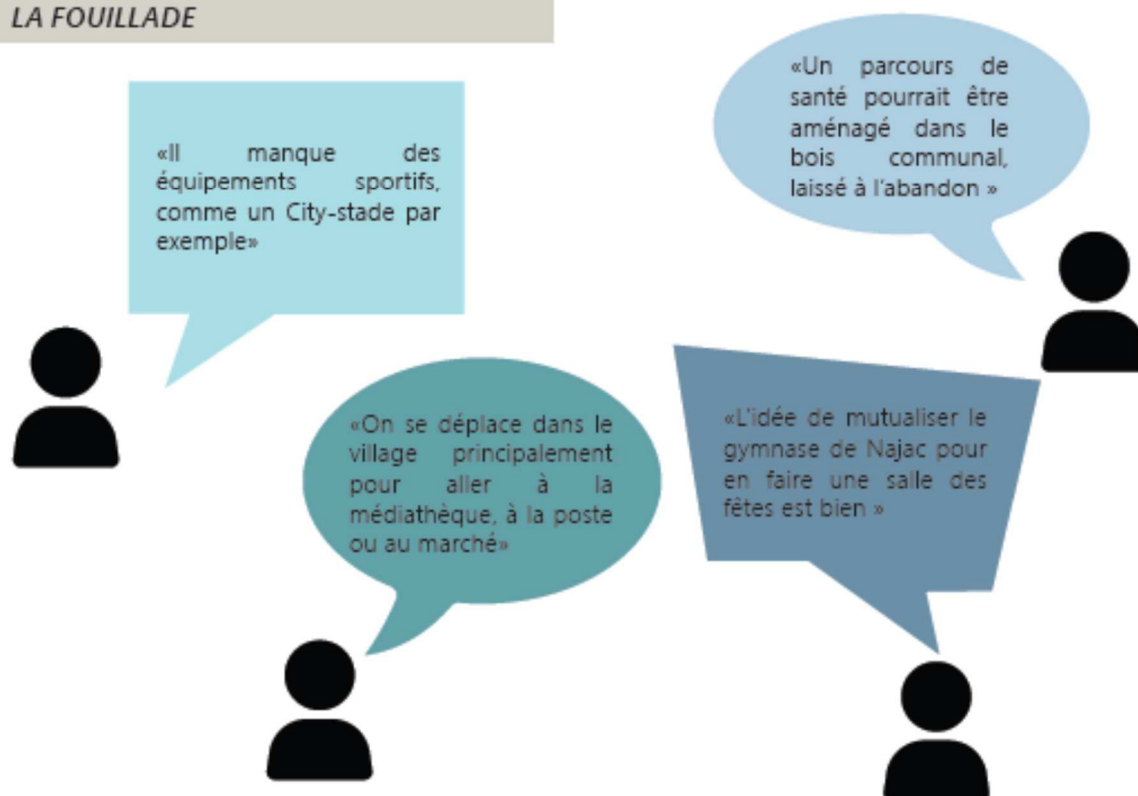 LA FOUILLADE
«Il manque des
équipements sportifs,
comme un City-stade par
exemple»
«Un parcours de
santé pourrait être
aménagé dans le
bois communal,
laissé à l'abandon »
«On se déplace dans le
village principalement
pour aller à la
médiathèque, à la poste
ou au marché»
«L'idée de mutualiser le
gymnase de Najac pour
en faire une salle des
fêtes est bien »